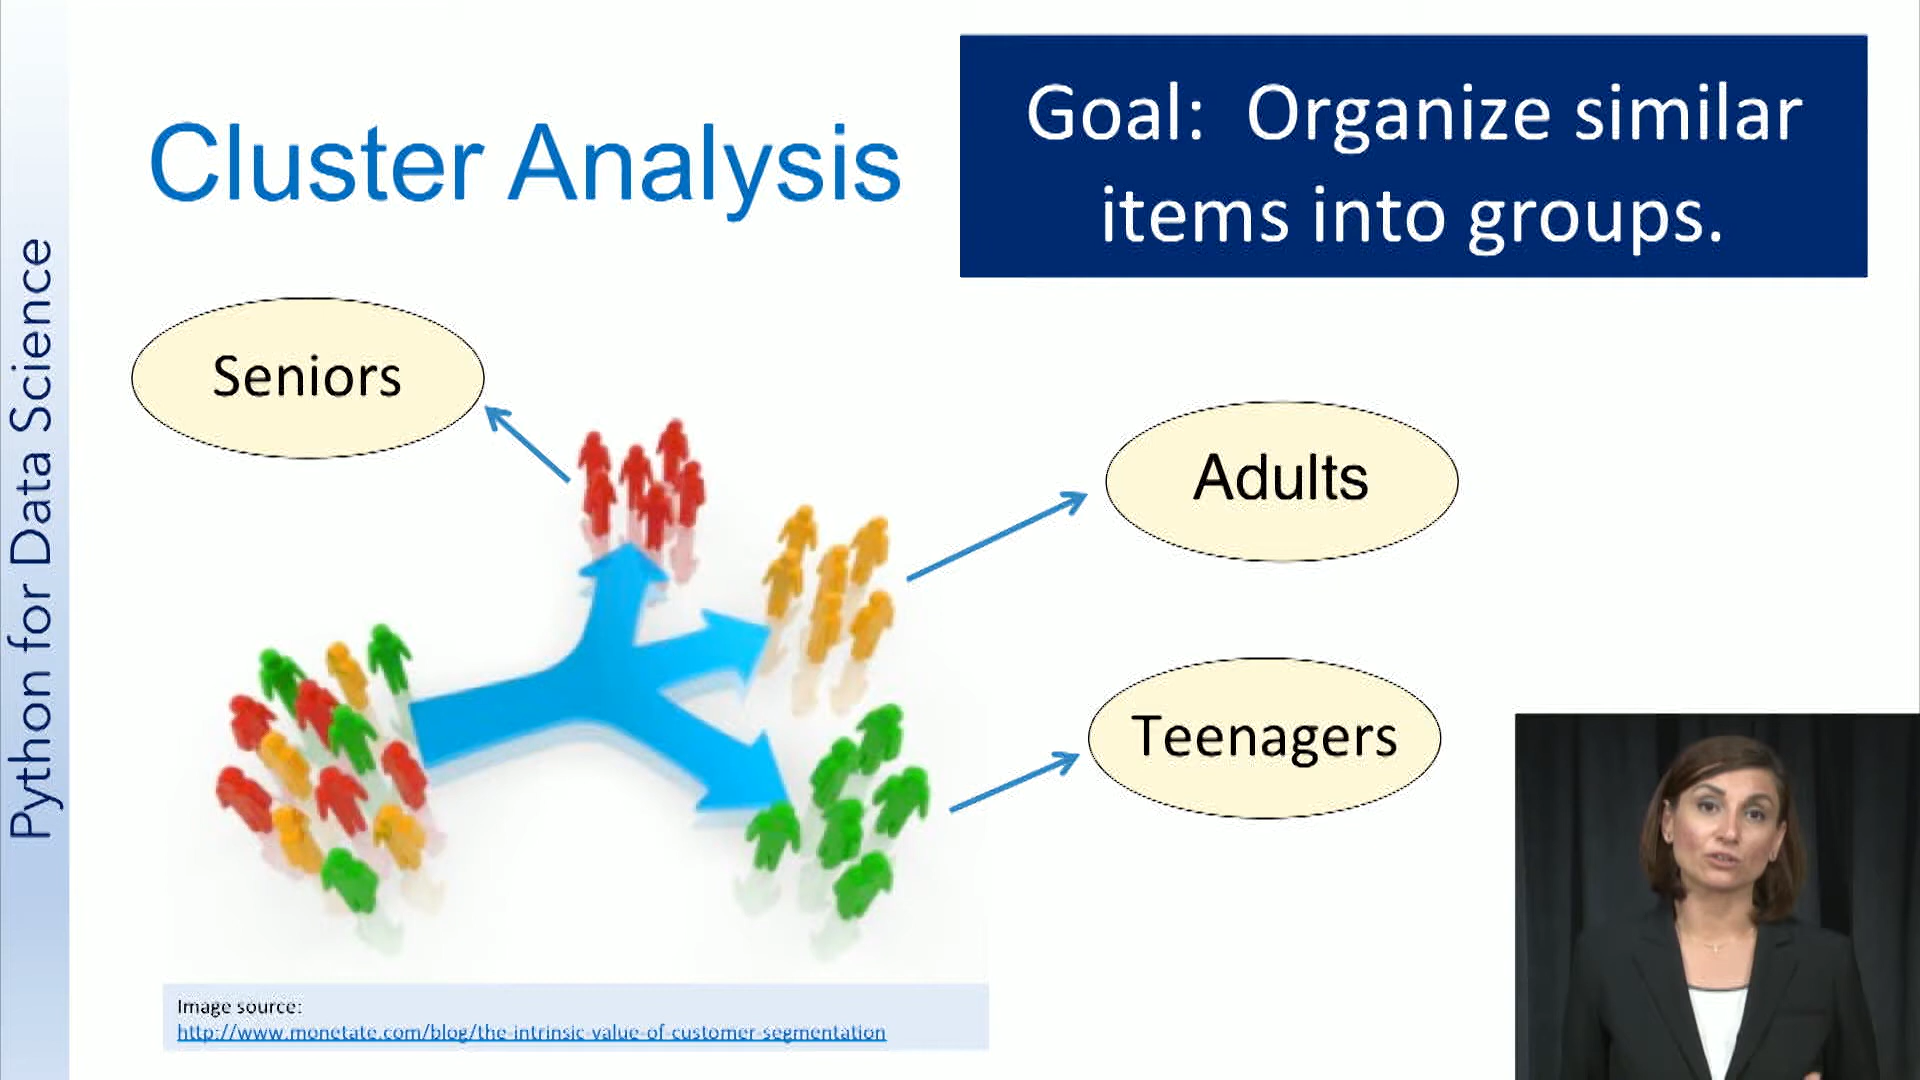 Python for Data Science
Cluster Analysis
Goal: Organize similar
items into groups.
Seniors
Adults
Teenagers
Image source:
http://www.monetate.com/blog/the-intrinsic-value-of-customer-segmentation